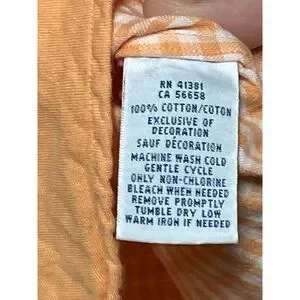 RN 41381
CA 56658
100% COTTON/COTON
EXCLUSIVE OF
DECORATION
SAUF DÉCORATION
MACHINE WASH COLD
GENTLE CYCLE
ONLY NON-CHLORINE
BLEACH WHEN NEEDED
REMOVE PROMPTLY
TUMBLE DRY LOW
WARM IRON IF NEEDED